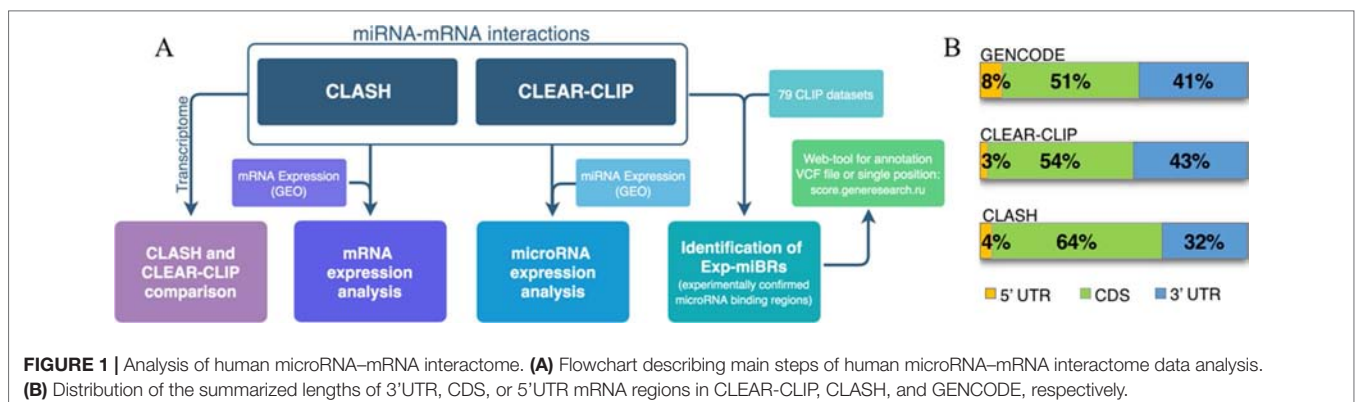 A
miRNA-mRNA interactions
CLASH
CLEAR-CLIP
79 CLIP datasets
Transcriptome
mRNA Expression
(GEO)
miRNA Expression
(GEO)
Web-tool for annotation
VCF file or single position:
score.generesearch.ru
CLASH and
CLEAR-CLIP
comparison
mRNA
expression
analysis
microRNA
expression
analysis
Identification of
Exp-miBRs
(experimentally confirmed
microRNA binding regions)
B
GENCODE
8% 51% 41%
CLEAR-CLIP
3% 54% 43%
CLASH
4% 64% 32%
5' UTR CDS 3' UTR
FIGURE 1 | Analysis of human microRNA–mRNA interactome. (A) Flowchart describing main steps of human microRNA–mRNA interactome data analysis.
(B) Distribution of the summarized lengths of 3'UTR, CDS, or 5'UTR mRNA regions in CLEAR-CLIP, CLASH, and GENCODE, respectively.